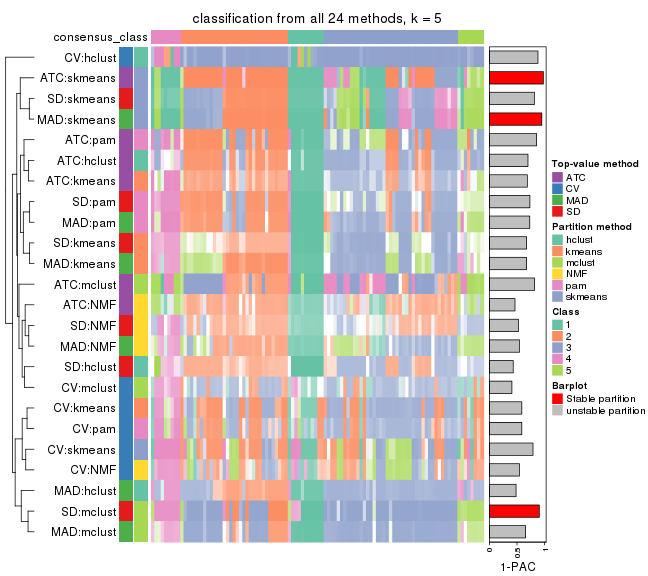 classification from all 24 methods, k = 5
consensus_class
CV:hclust
ATC:skmeans
SD:skmeans
MAD:skmeans
ATC:pam
ATC:hclust
ATC:kmeans
SD:pam
MAD:pam
SD:kmeans
MAD:kmeans
ATC:mclust
ATC:NMF
SD:NMF
MAD:NMF
SD:hclust
CV:mclust
CV:kmeans
CV:pam
CV:skmeans
CV:NMF
MAD:hclust
SD:mclust
MAD:mclust
0
0.5
1
1-PAC
Top-value method
ATC
CV
MAD
SD
Partition method
hclust
kmeans
mclust
NMF
pam
skmeans
Class
1
2
3
4
5
Barplot
Stable partition
unstable partition